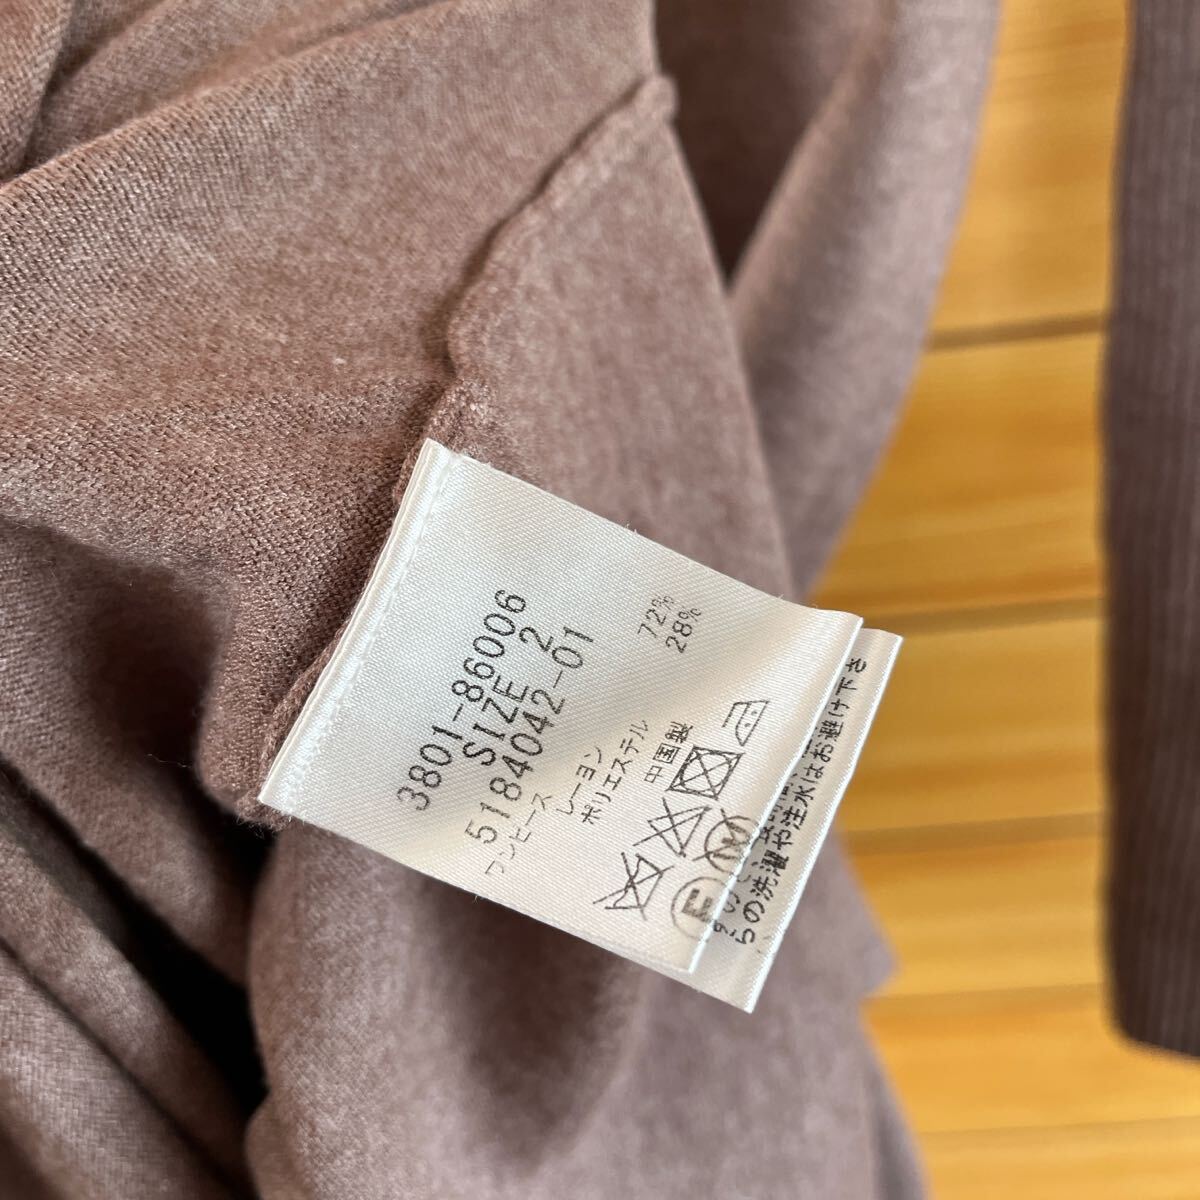 3801-86006
SIZE 2
5184042-01
ワンピース
レーヨン 72%
ポリエステル 28%
中国製
F
W
らの洗濯や注水はお避け下さ